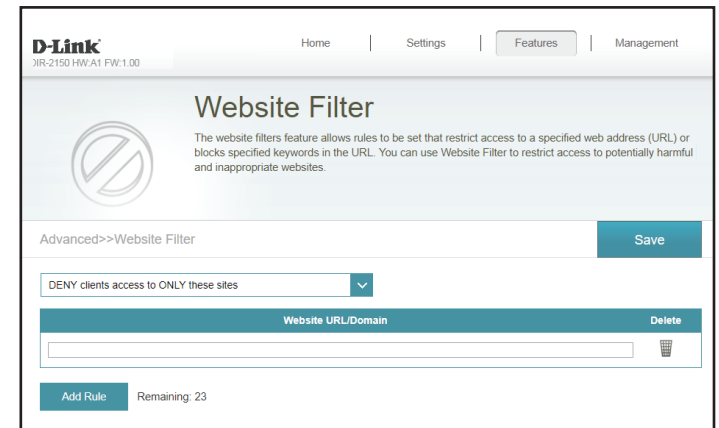 D-Link
DIR-2150 HW:A1 FW:1.00
Home Settings Features Management
Website Filter
The website filters feature allows rules to be set that restrict access to a specified web address (URL) or
blocks specified keywords in the URL. You can use Website Filter to restrict access to potentially harmful
and inappropriate websites.
Advanced>>Website Filter
Save
DENY clients access to ONLY these sites
Website URL/Domain Delete
Add Rule Remaining: 23